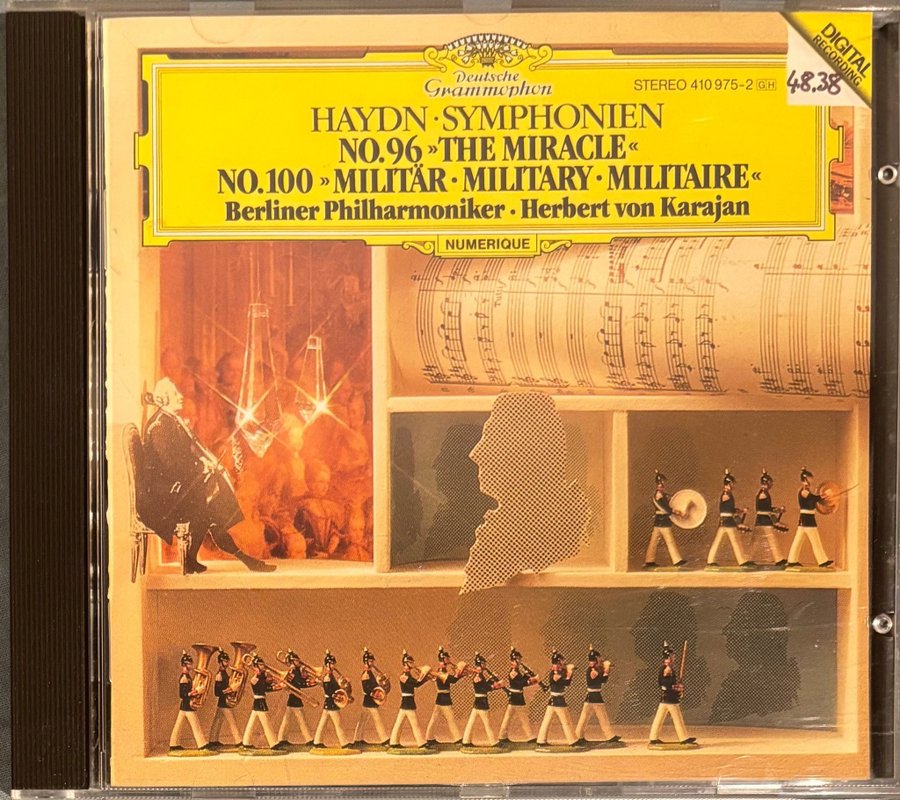 DIGITAL
RECORDING
48.38
Deutsche
Grammophon
STEREO 410 975-2 GH
HAYDN · SYMPHONIEN
NO. 96 »THE MIRACLE«
NO. 100 »MILITÄR · MILITARY · MILITAIRE«
Berliner Philharmoniker · Herbert von Karajan
NUMERIQUE